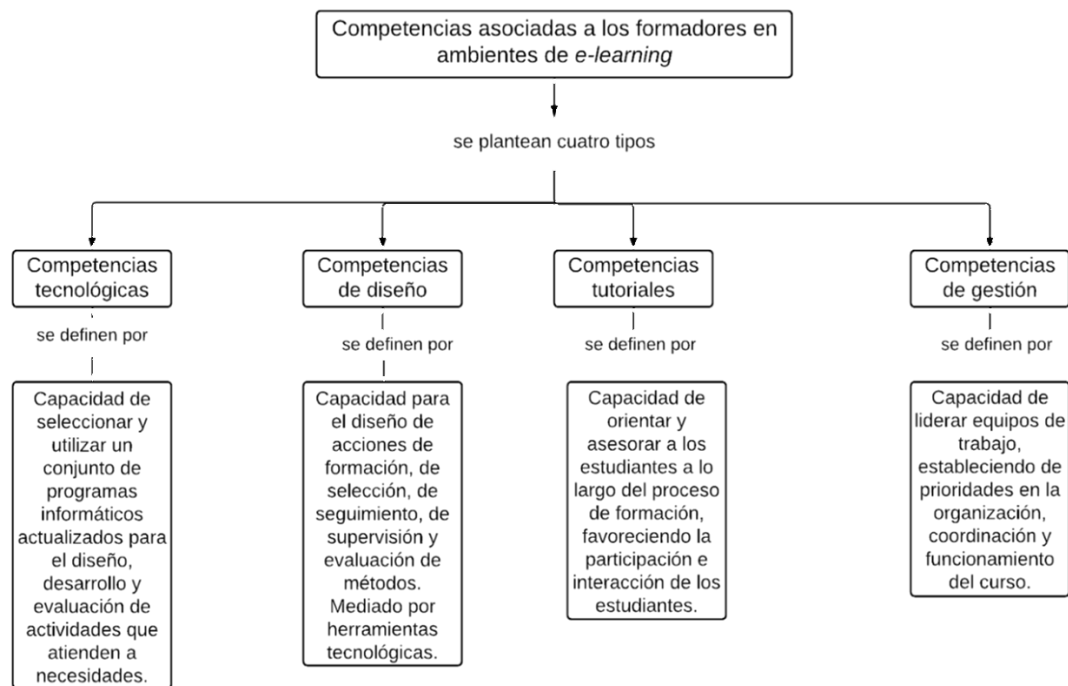 Competencias asociadas a los formadores en
ambientes de e-learning
se plantean cuatro tipos
Competencias
tecnológicas
se definen por
Capacidad de
seleccionar y
utilizar un
conjunto de
programas
informáticos
actualizados para
el diseño,
desarrollo y
evaluación de
actividades que
atienden a
necesidades.
Competencias
de diseño
se definen por
Capacidad para
el diseño de
acciones de
formación, de
selección, de
seguimiento, de
supervisión y
evaluación de
métodos.
Mediado por
herramientas
tecnológicas.
Competencias
tutoriales
se definen por
Capacidad de
orientar y
asesorar a los
estudiantes a lo
largo del proceso
de formación,
favoreciendo la
participación e
interacción de los
estudiantes.
Competencias
de gestión
se definen por
Capacidad de
liderar equipos de
trabajo,
estableciendo de
prioridades en la
organización,
coordinación y
funcionamiento
del curso.